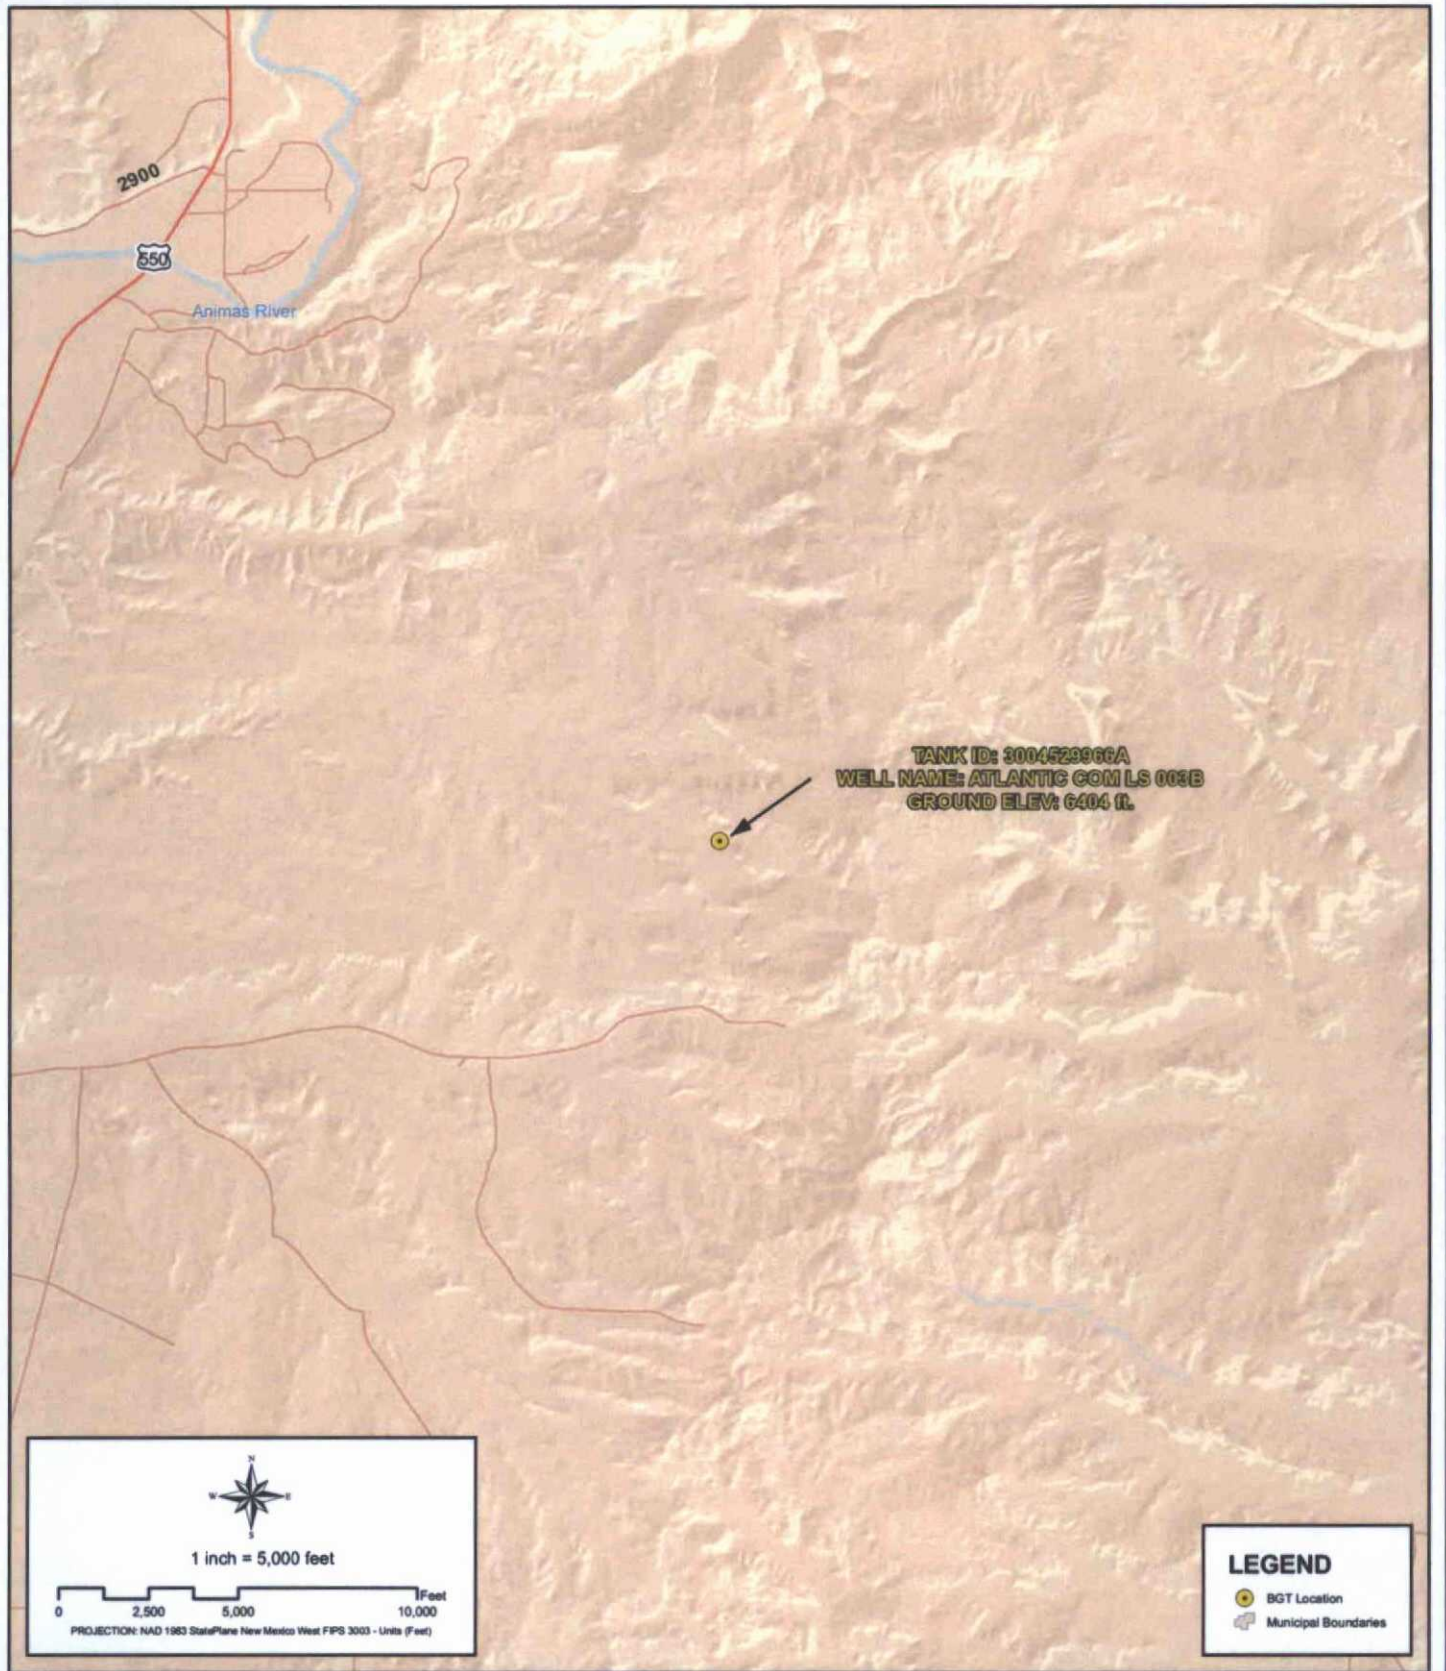 2900
550
Animas River
TANK ID: 3004529966A
WELL NAME: ATLANTIC COM LS 003B
GROUND ELEV: 6404 ft.
N
W E
S
1 inch = 5,000 feet
Feet
0 2,500 5,000 10,000
PROJECTION: NAD 1983 StatePlane New Mexico West FIPS 3003 - Units (Feet)
LEGEND
BGT Location
Municipal Boundaries